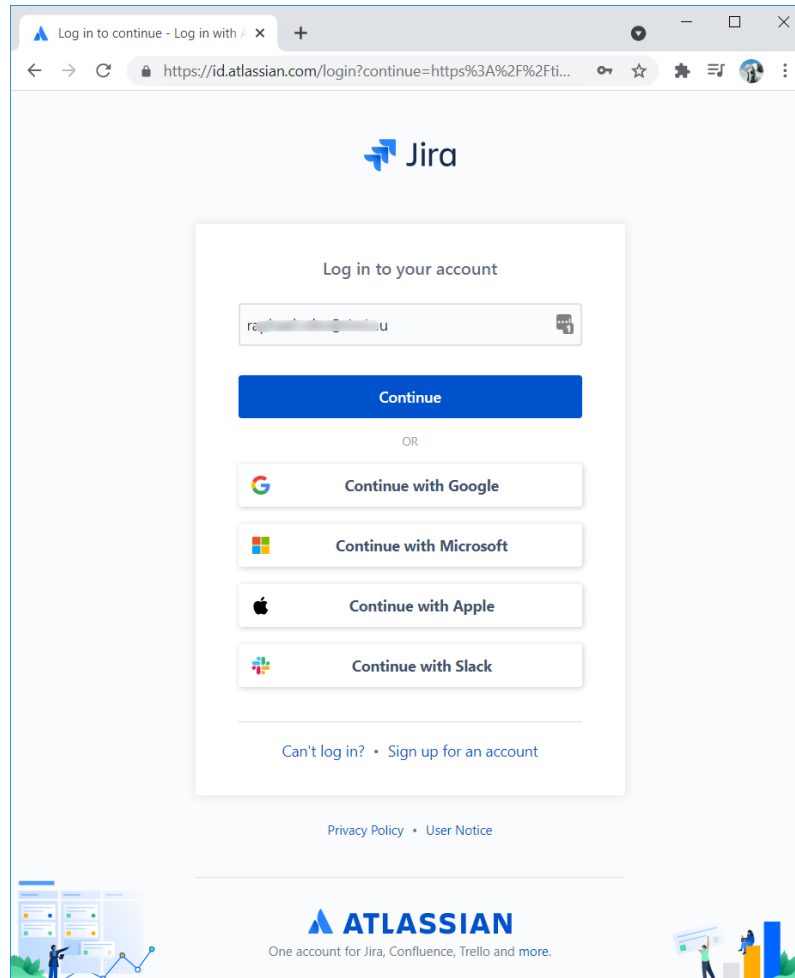 Log in to continue - Log in with A
https://id.atlassian.com/login?continue=https%3A%2F%2Fti...
Jira
Log in to your account
Continue
OR
Continue with Google
Continue with Microsoft
Continue with Apple
Continue with Slack
Can't log in? • Sign up for an account
Privacy Policy • User Notice
ATLASSIAN
One account for Jira, Confluence, Trello and more.